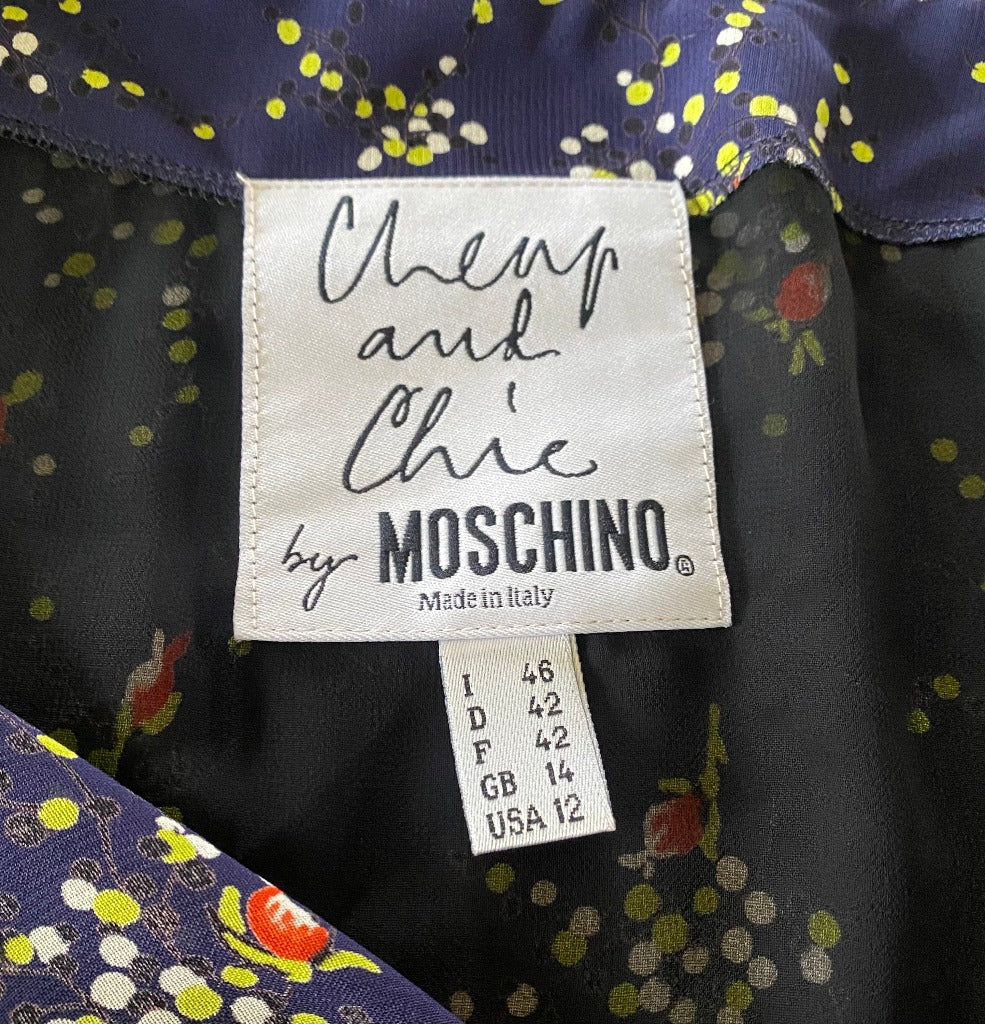 Cheap
and
Chic
by MOSCHINO®
Made in Italy
I 46
D 42
F 42
GB 14
USA 12